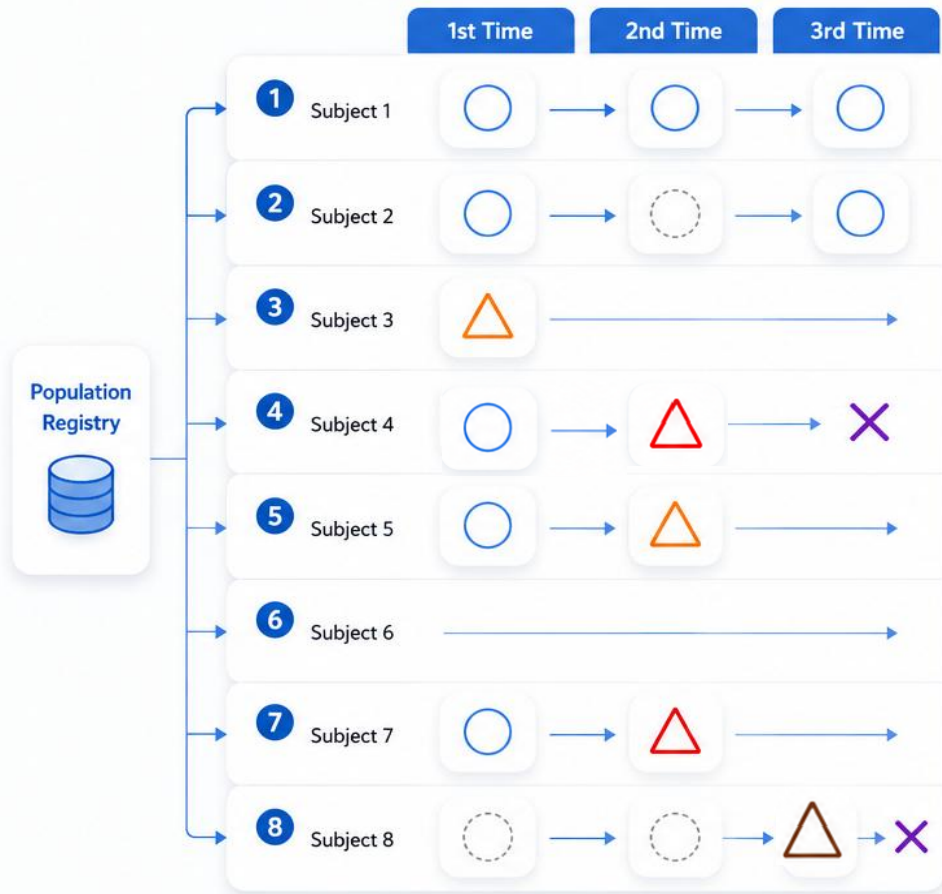 1st Time
2nd Time
3rd Time
Population
Registry
1
Subject 1
2
Subject 2
3
Subject 3
4
Subject 4
5
Subject 5
6
Subject 6
7
Subject 7
8
Subject 8